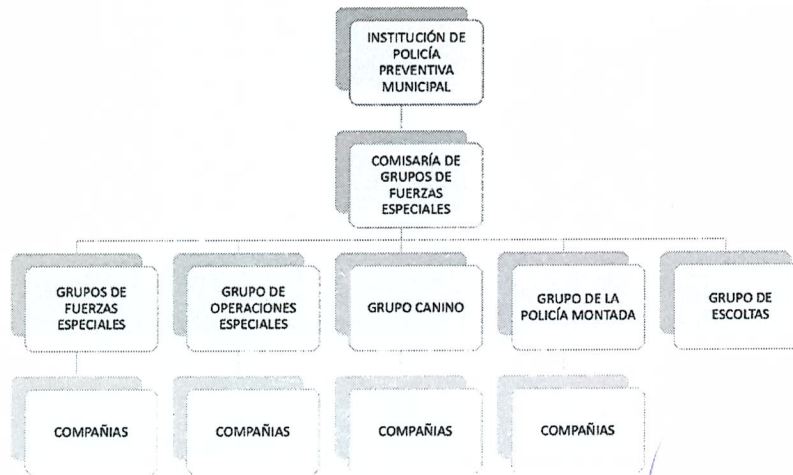 INSTITUCIÓN DE
POLICÍA
PREVENTIVA
MUNICIPAL
COMISARÍA DE
GRUPOS DE
FUERZAS
ESPECIALES
GRUPOS DE
FUERZAS
ESPECIALES
GRUPO DE
OPERACIONES
ESPECIALES
GRUPO CANINO
GRUPO DE LA
POLICÍA MONTADA
GRUPO DE
ESCOLTAS
COMPAÑIAS
COMPAÑIAS
COMPAÑIAS
COMPAÑIAS